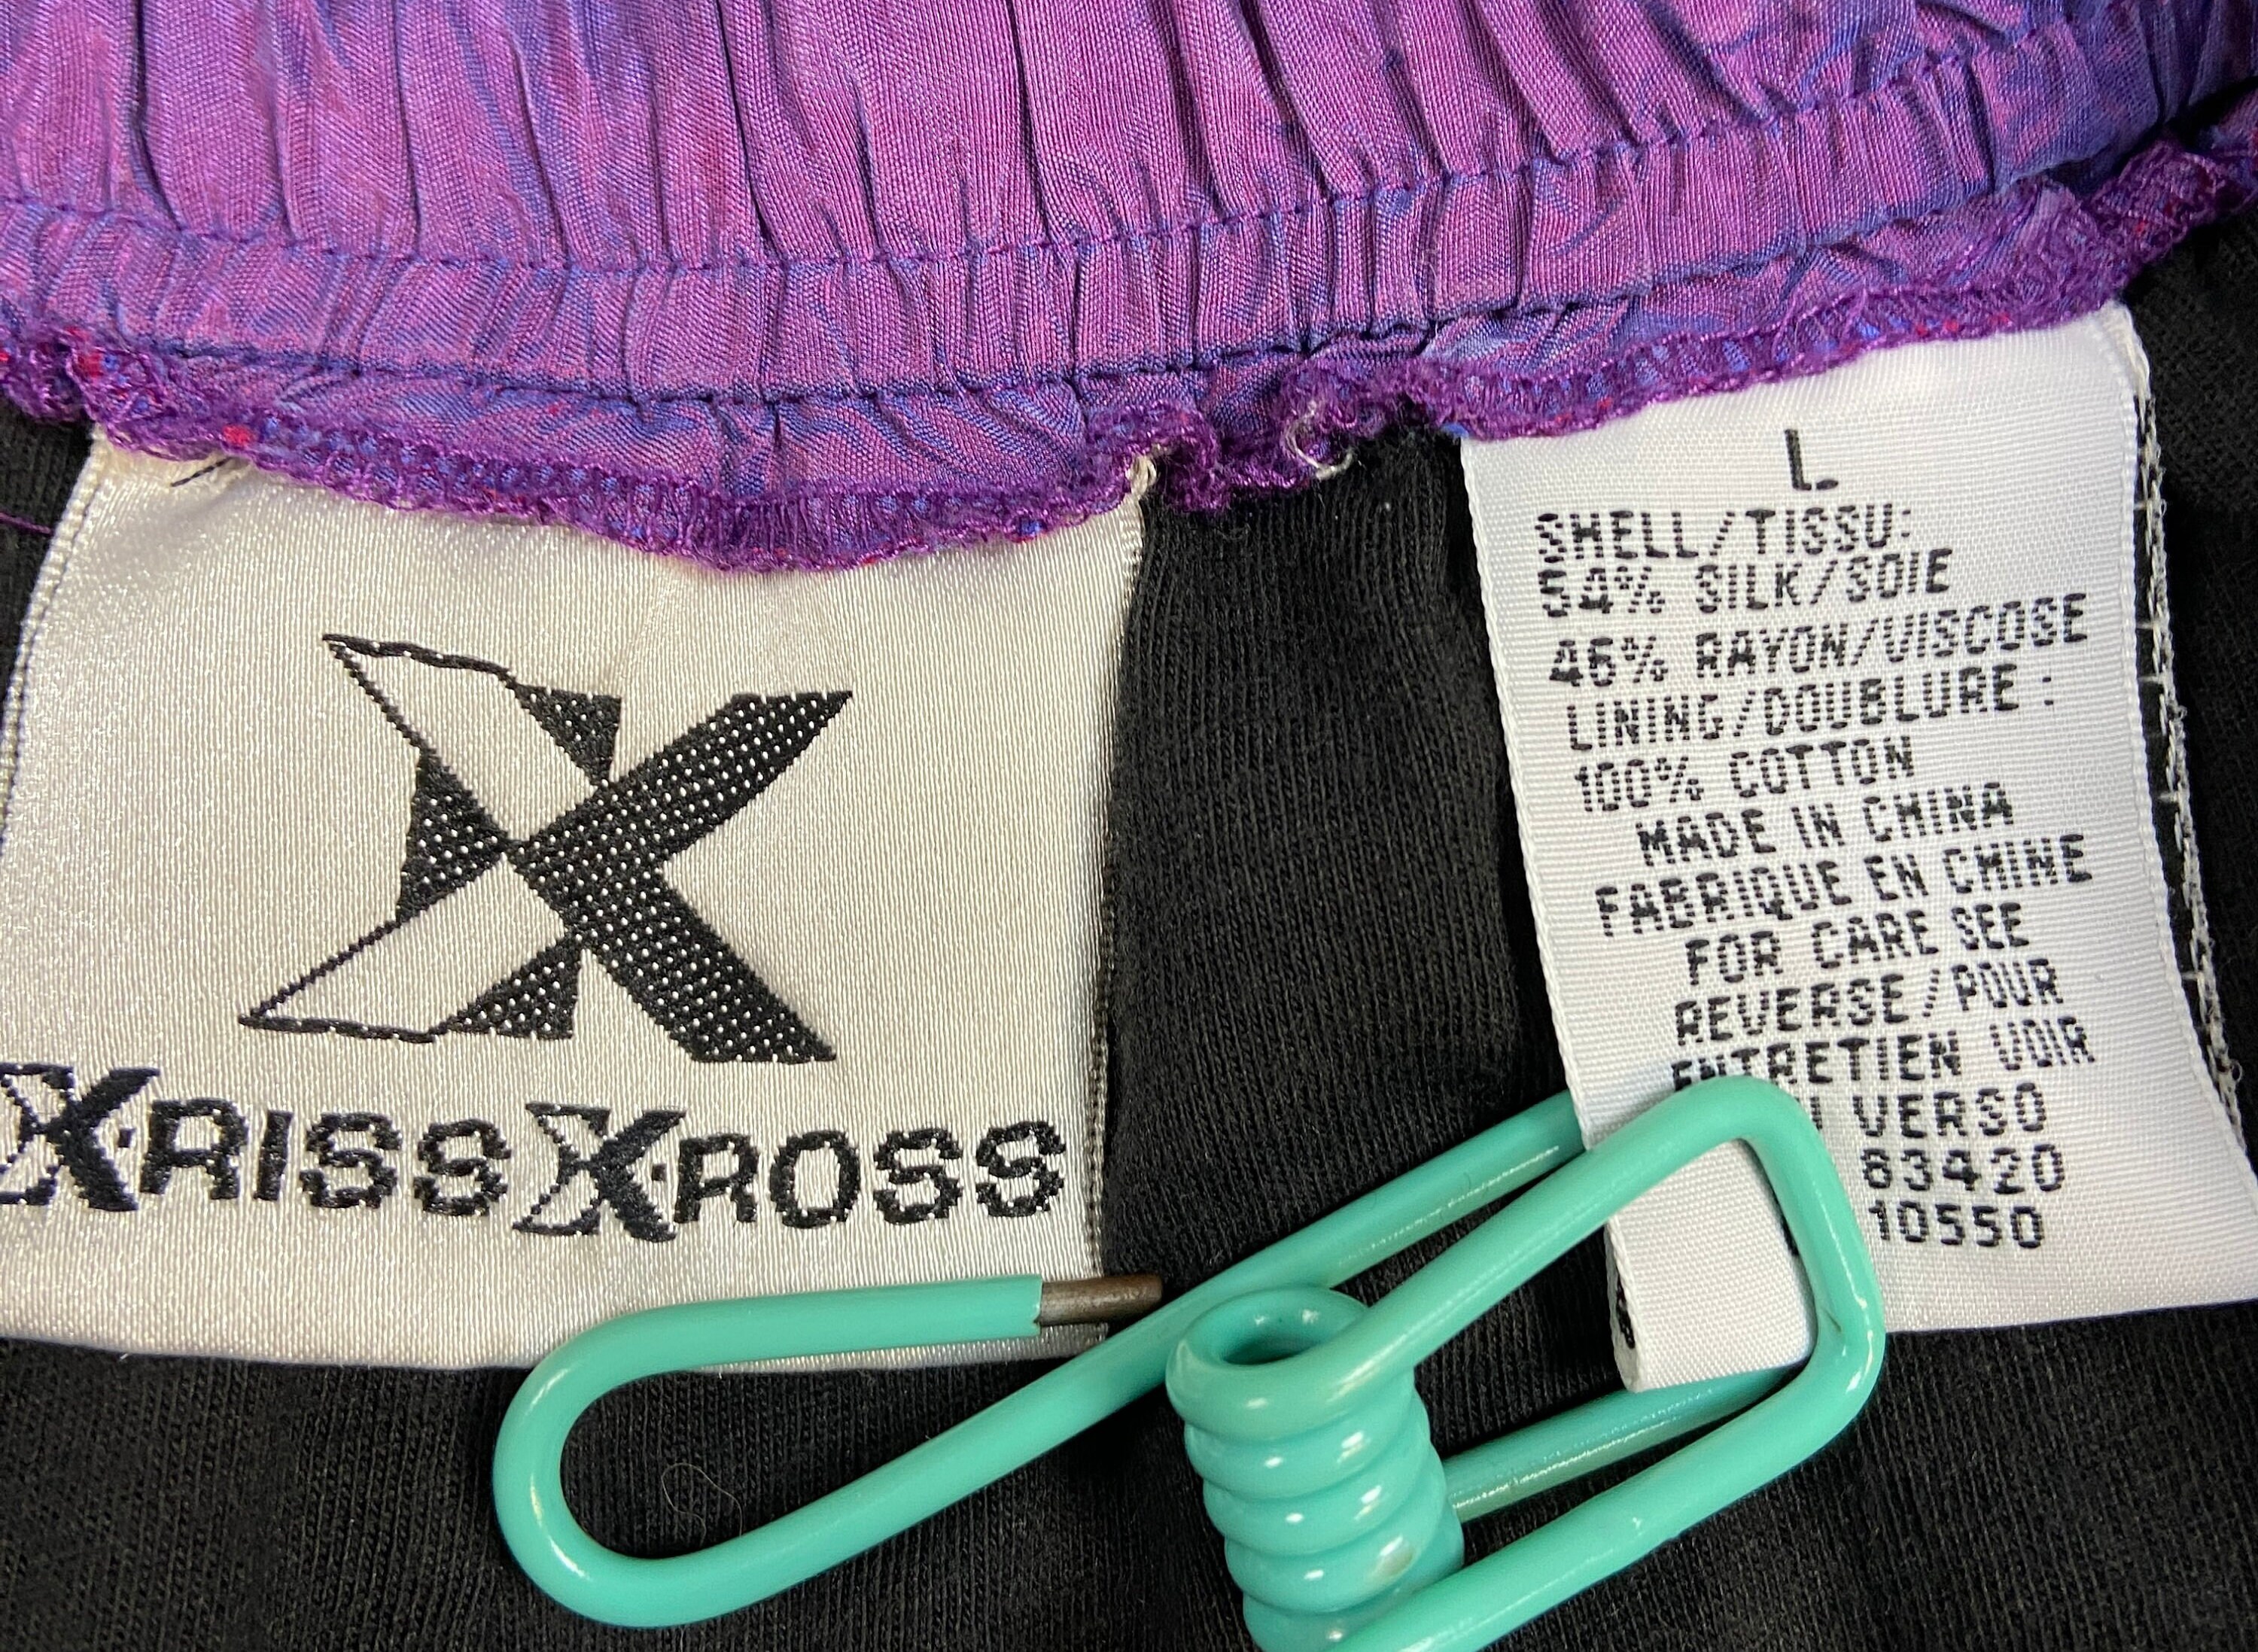 XRISS XROSS
L
SHELL/TISSU:
54% SILK/SOIE
46% RAYON/VISCOSE
LINING/DOUBLURE:
100% COTTON
MADE IN CHINA
FABRIQUE EN CHINE
FOR CARE SEE
REVERSE/POUR
ENTRETIEN VOIR
VERSO
63420
10550